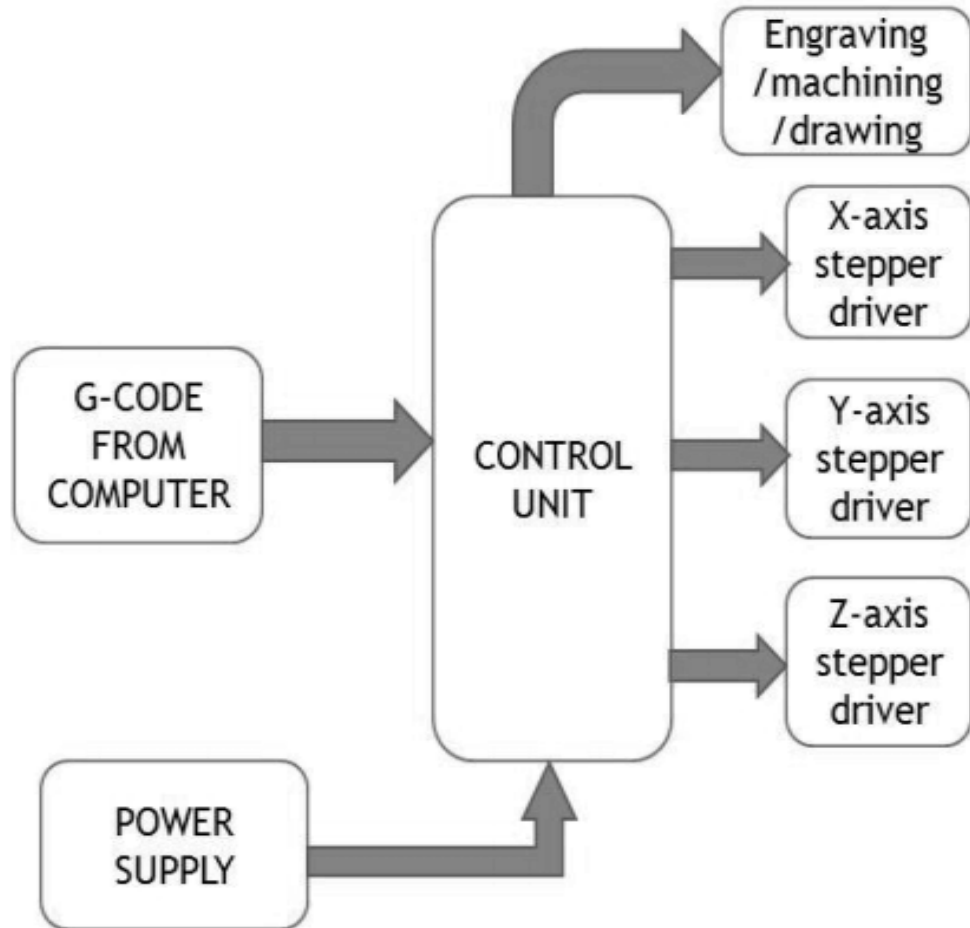 Engraving
/machining
/drawing
X-axis
stepper
driver
G-CODE
FROM
COMPUTER
CONTROL
UNIT
Y-axis
stepper
driver
Z-axis
stepper
driver
POWER
SUPPLY